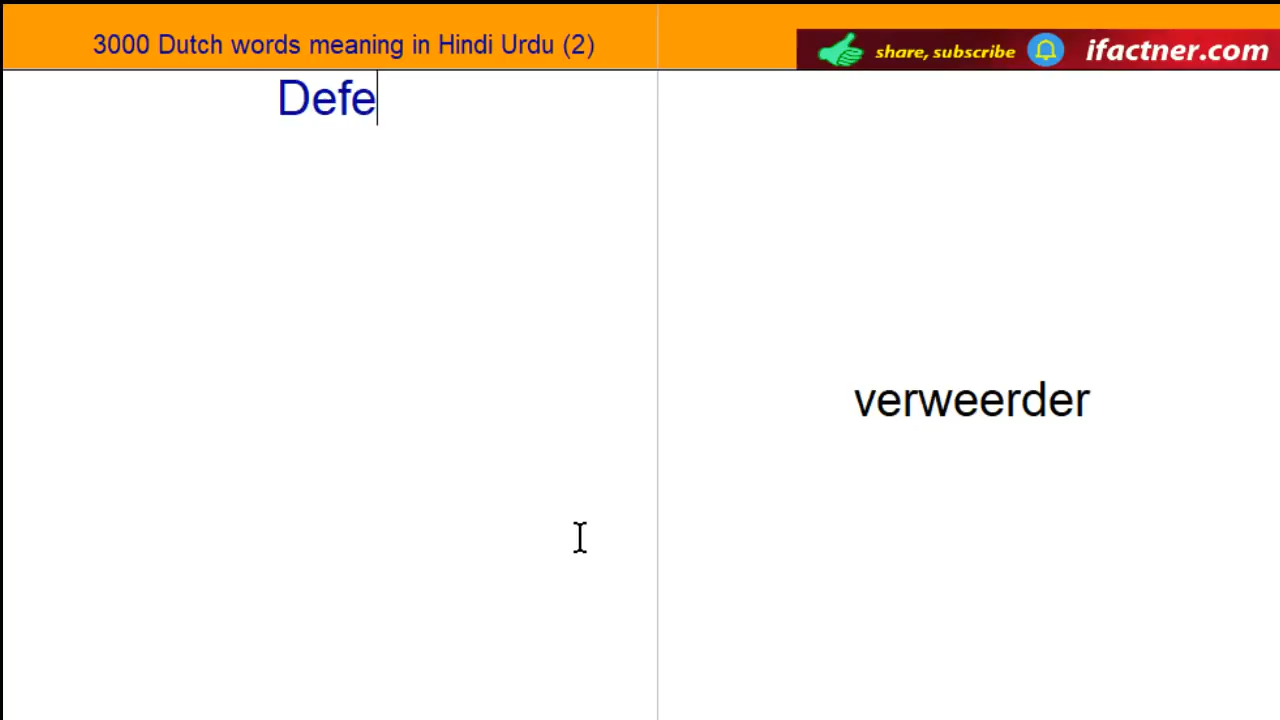 3000 Dutch words meaning in Hindi Urdu (2)
share, subscribe
ifactner.com
Defe
verweerder